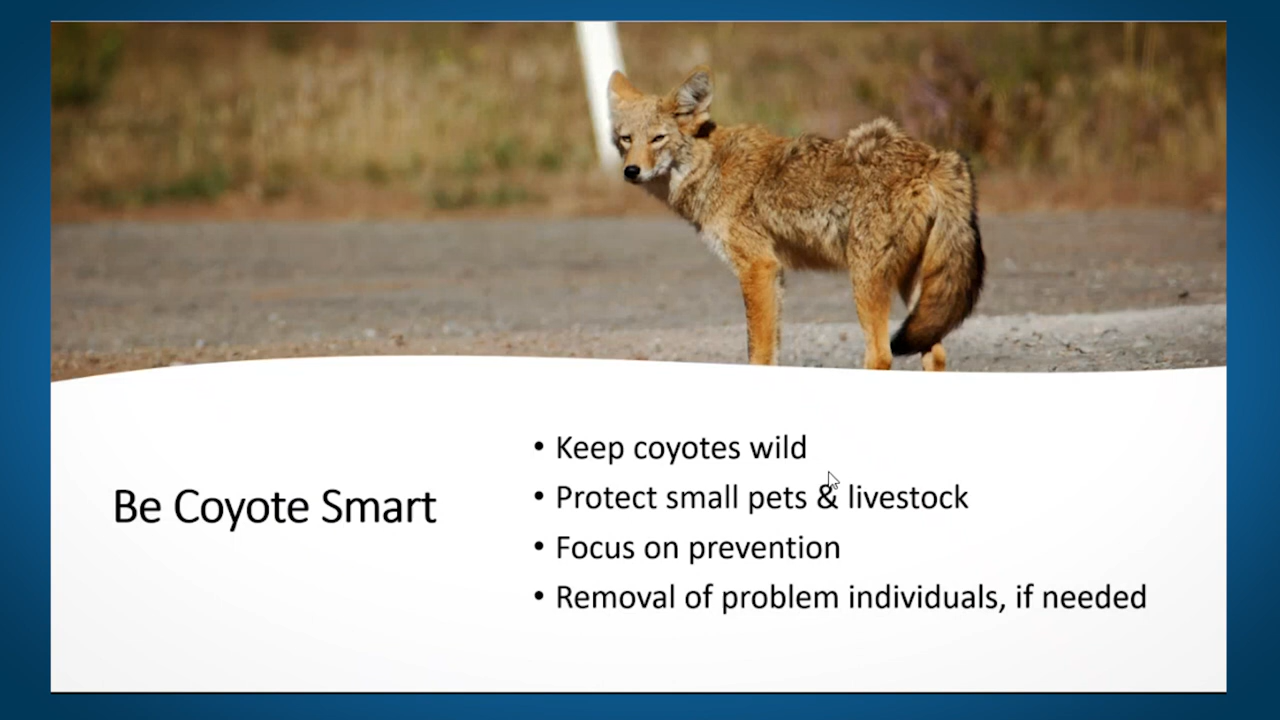 Be Coyote Smart
• Keep coyotes wild
• Protect small pets & livestock
• Focus on prevention
• Removal of problem individuals, if needed